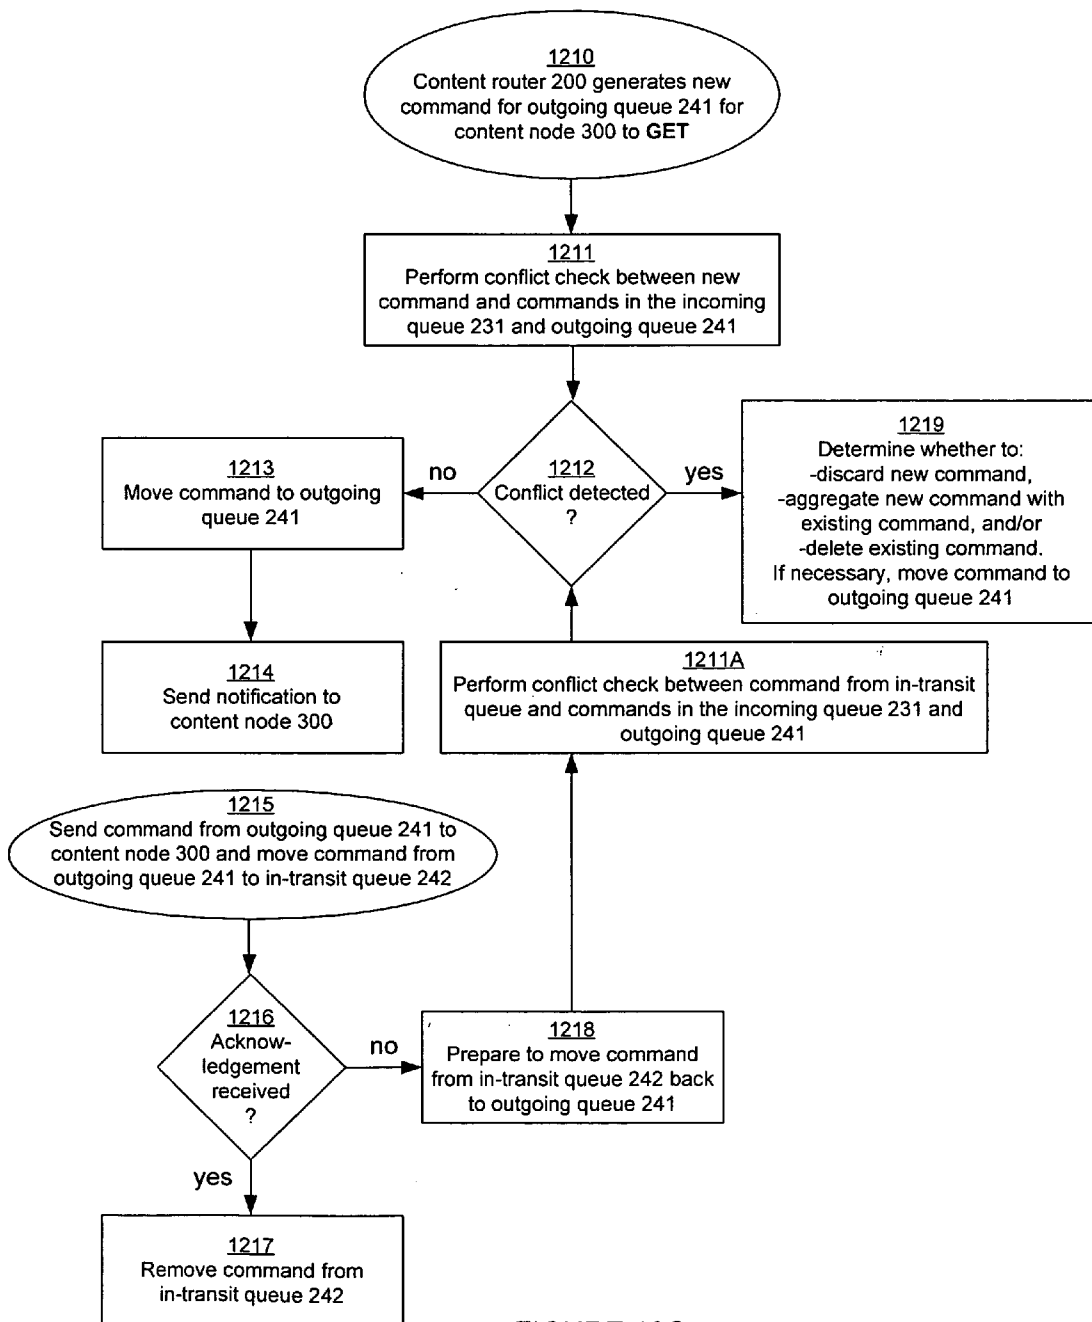 1210
Content router 200 generates new
command for outgoing queue 241 for
content node 300 to GET
1211
Perform conflict check between new
command and commands in the incoming
queue 231 and outgoing queue 241
1212
Conflict detected
?
no
yes
1213
Move command to outgoing
queue 241
1219
Determine whether to:
-discard new command,
-aggregate new command with
existing command, and/or
-delete existing command.
If necessary, move command to
outgoing queue 241
1214
Send notification to
content node 300
1211A
Perform conflict check between command from in-transit
queue and commands in the incoming queue 231 and
outgoing queue 241
1215
Send command from outgoing queue 241 to
content node 300 and move command from
outgoing queue 241 to in-transit queue 242
1216
Acknow-
ledgement
received
?
no
yes
1218
Prepare to move command
from in-transit queue 242 back
to outgoing queue 241
1217
Remove command from
in-transit queue 242